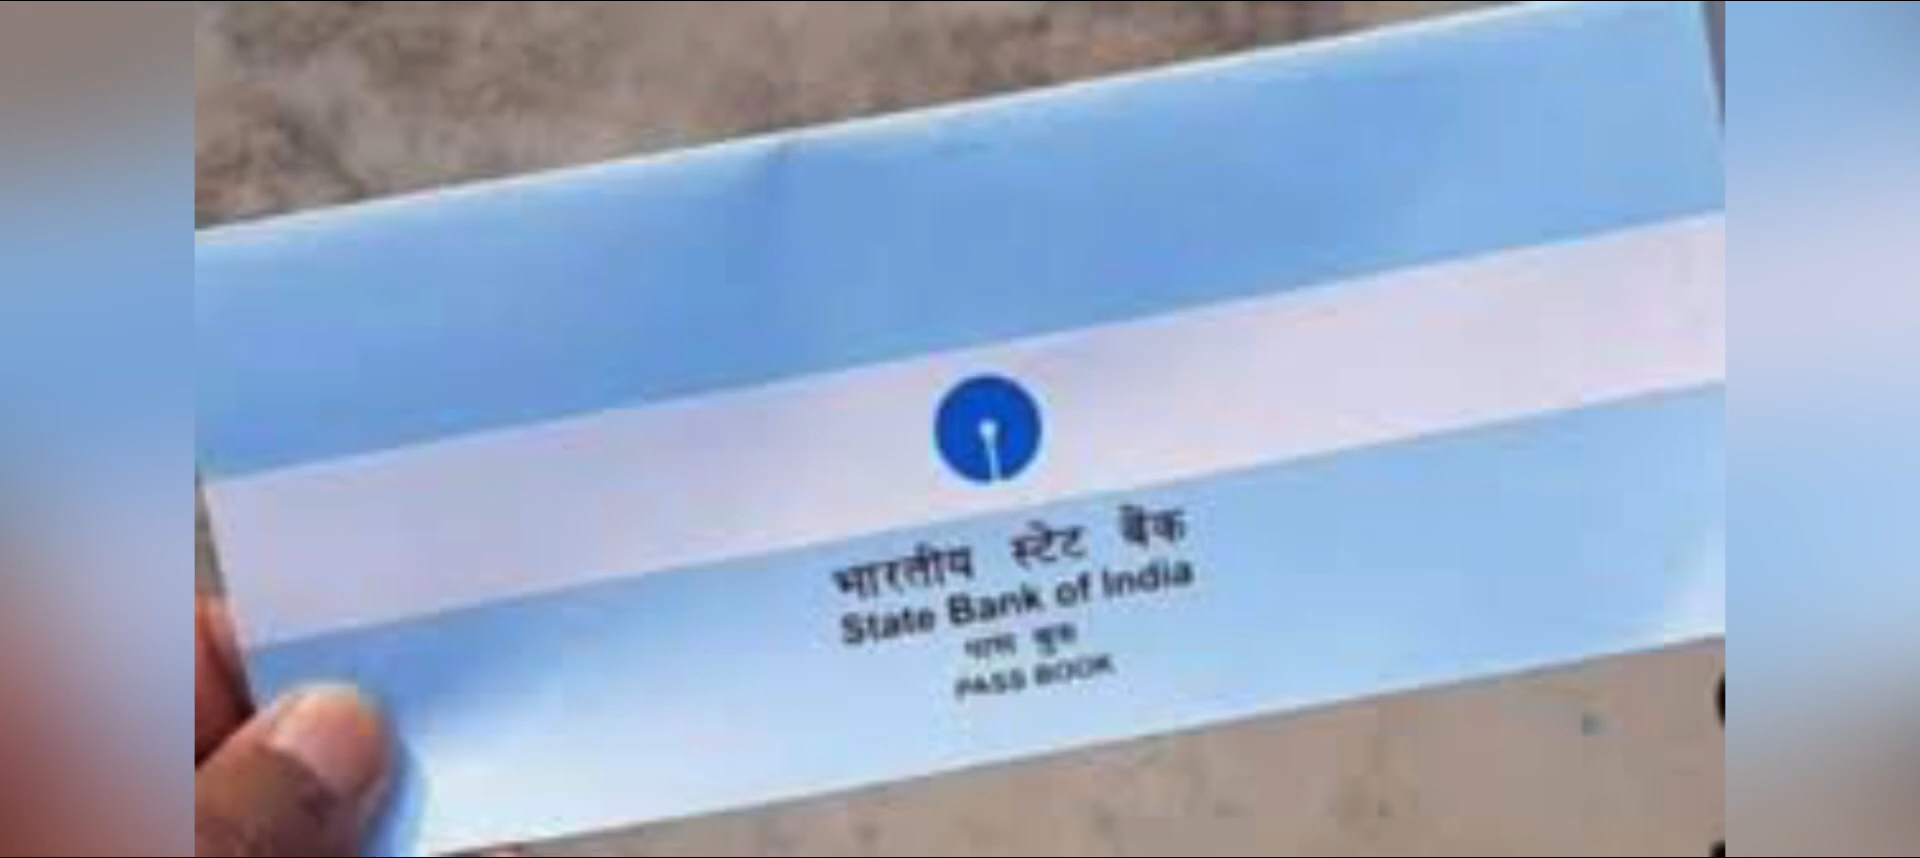 भारतीय स्टेट बैंक
State Bank of India
पास बुक
PASS BOOK